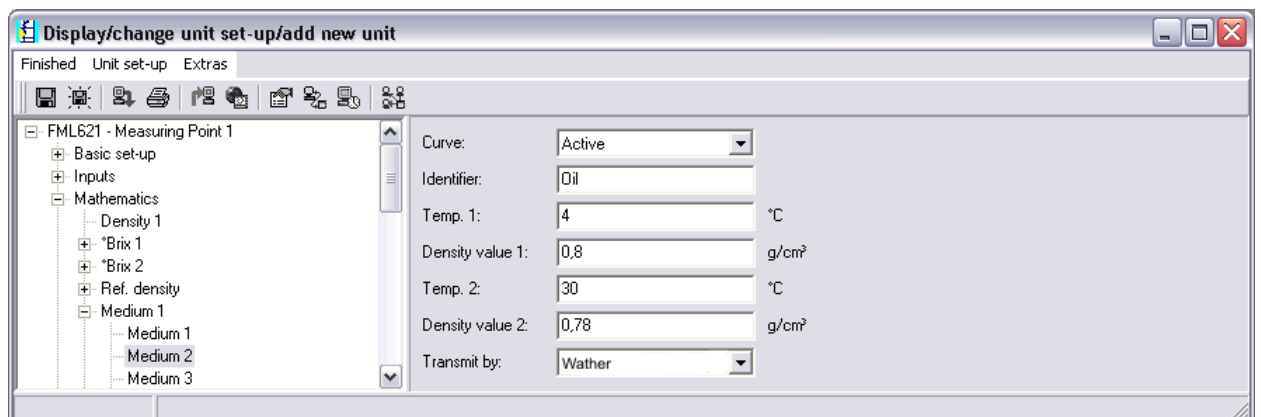 Display/change unit set-up/add new unit
Finished Unit set-up Extras
FML621 - Measuring Point 1
Basic set-up
Inputs
Mathematics
Density 1
°Brix 1
°Brix 2
Ref. density
Medium 1
Medium 1
Medium 2
Medium 3
Curve: Active
Identifier: Oil
Temp. 1: 4 °C
Density value 1: 0,8 g/cm³
Temp. 2: 30 °C
Density value 2: 0,78 g/cm³
Transmit by: Wather